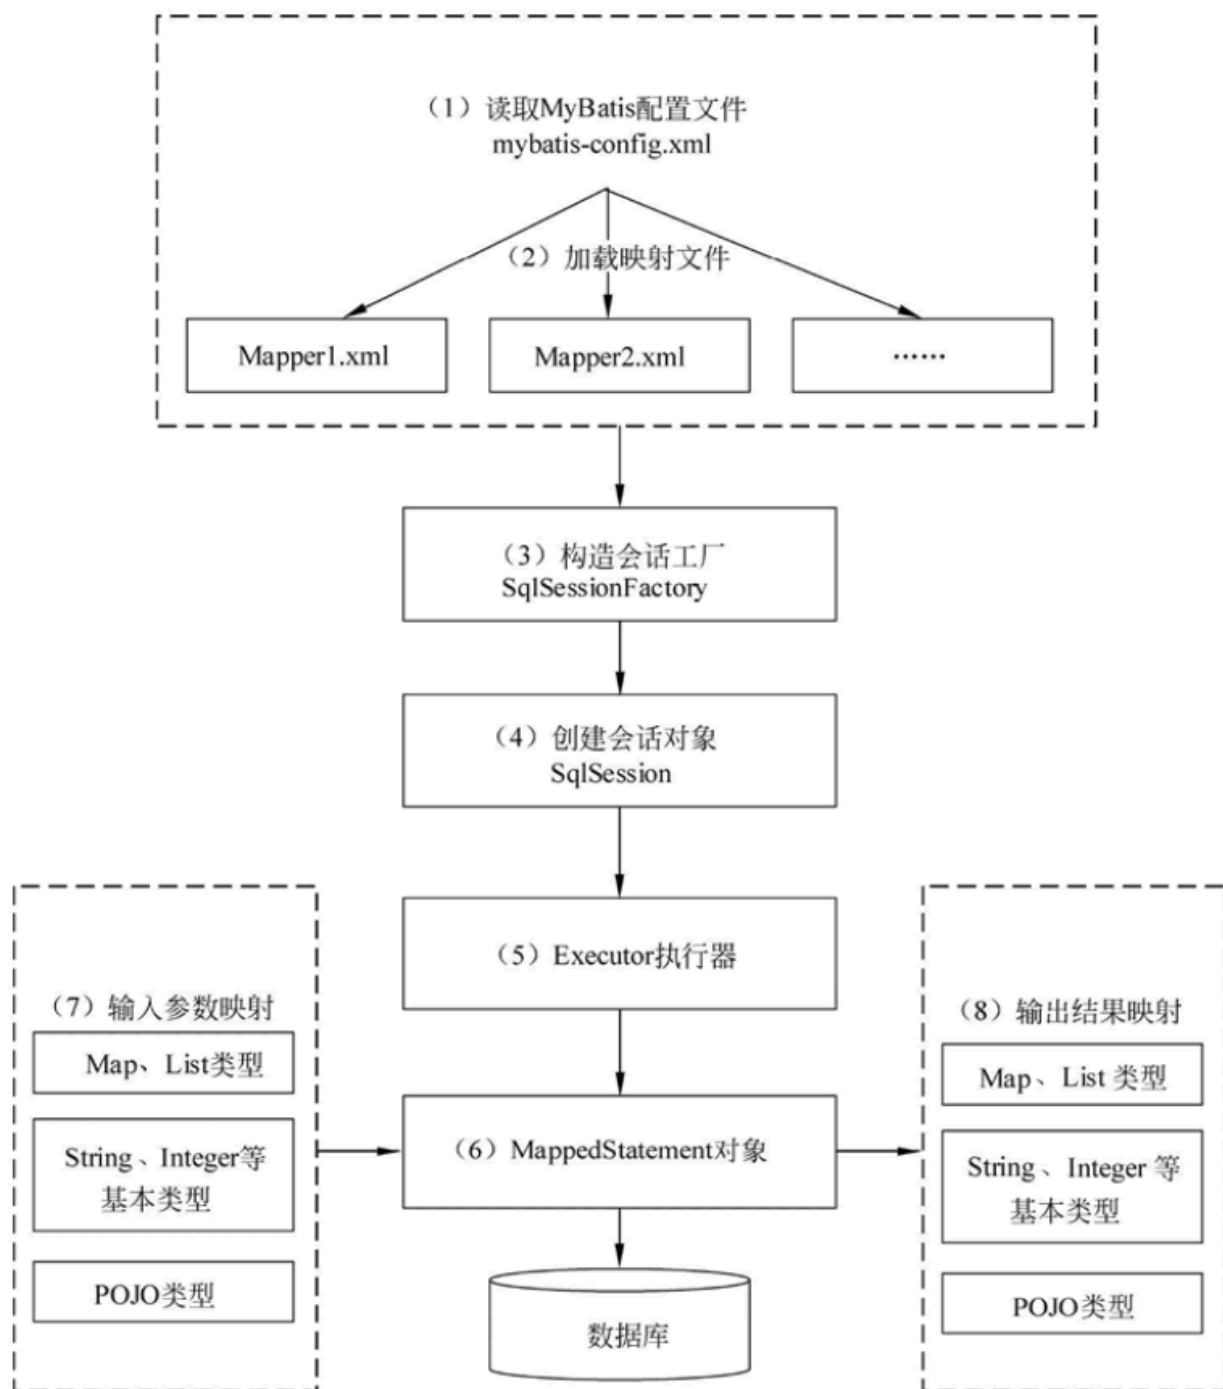 （1）读取MyBatis配置文件
mybatis-config.xml
（2）加载映射文件
Mapper1.xml
Mapper2.xml
……
（3）构造会话工厂
SqlSessionFactory
（4）创建会话对象
SqlSession
（5）Executor执行器
（7）输入参数映射
Map、List类型
String、Integer等
基本类型
POJO类型
（6）MappedStatement对象
数据库
（8）输出结果映射
Map、List 类型
String、Integer 等
基本类型
POJO类型